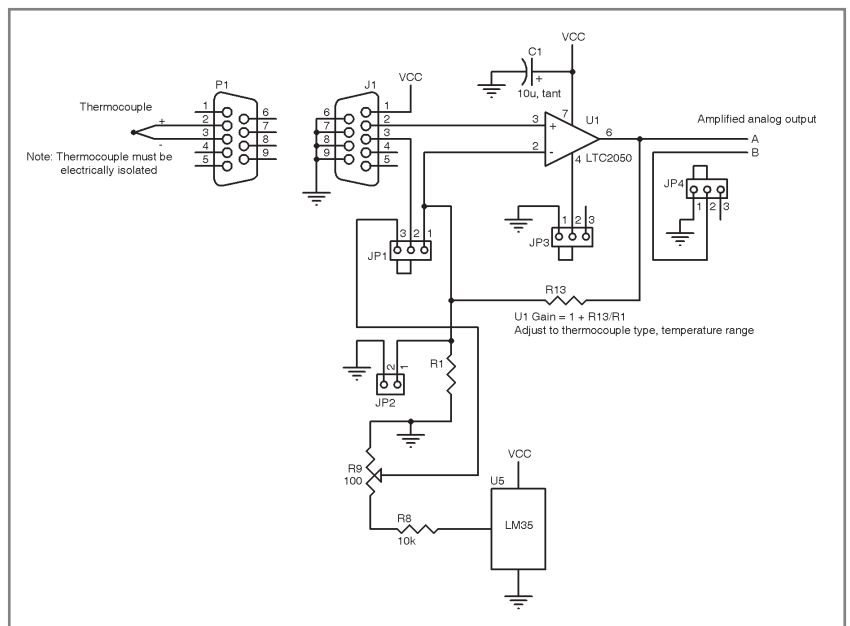 VCC
C1
+
10u, tant
P1
J1
VCC
Thermocouple
+
-
Note: Thermocouple must be
electrically isolated
1
2
3
4
5
6
7
8
9
6
7
8
9
1
2
3
4
5
3
2
+
-
7
U1
6
4
LTC2050
Amplified analog output
A
B
JP4
1
2
3
JP1
3
2
1
JP3
1
2
3
R13
U1 Gain = 1 + R13/R1
Adjust to thermocouple type, temperature range
R1
2
1
JP2
R9
100
R8
10k
VCC
U5
LM35